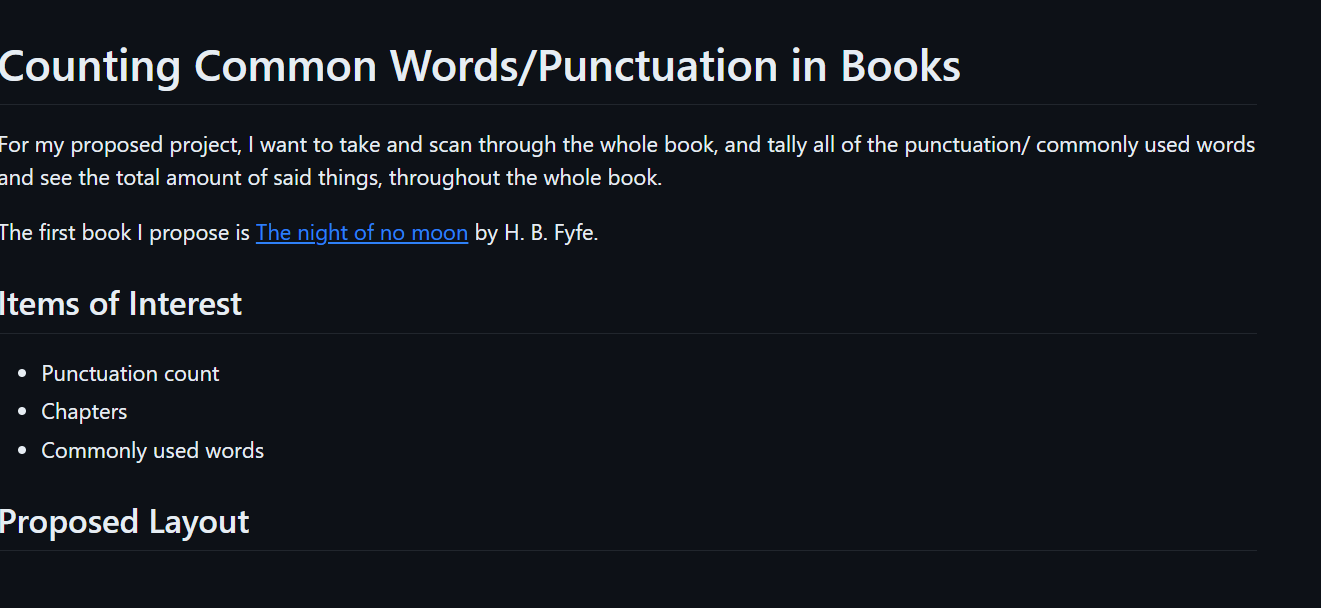 Counting Common Words/Punctuation in Books
For my proposed project, I want to take and scan through the whole book, and tally all of the punctuation/ commonly used words
and see the total amount of said things, throughout the whole book.
The first book I propose is The night of no moon by H. B. Fyfe.
Items of Interest
• Punctuation count
• Chapters
• Commonly used words
Proposed Layout